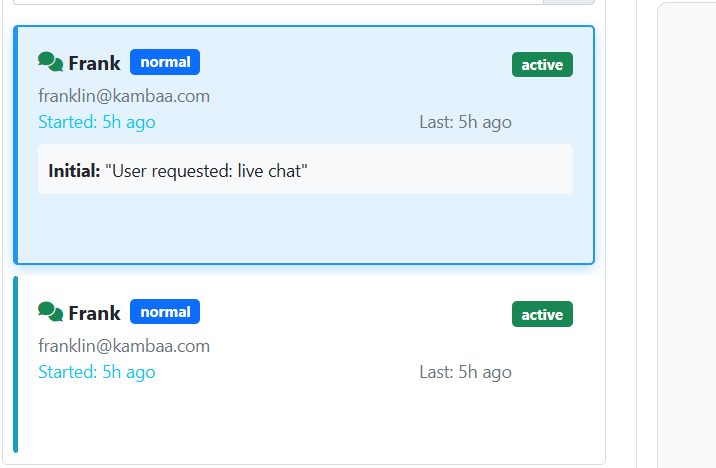 Frank normal active
franklin@kambaa.com
Started: 5h ago Last: 5h ago
Initial: "User requested: live chat"
Frank normal active
franklin@kambaa.com
Started: 5h ago Last: 5h ago